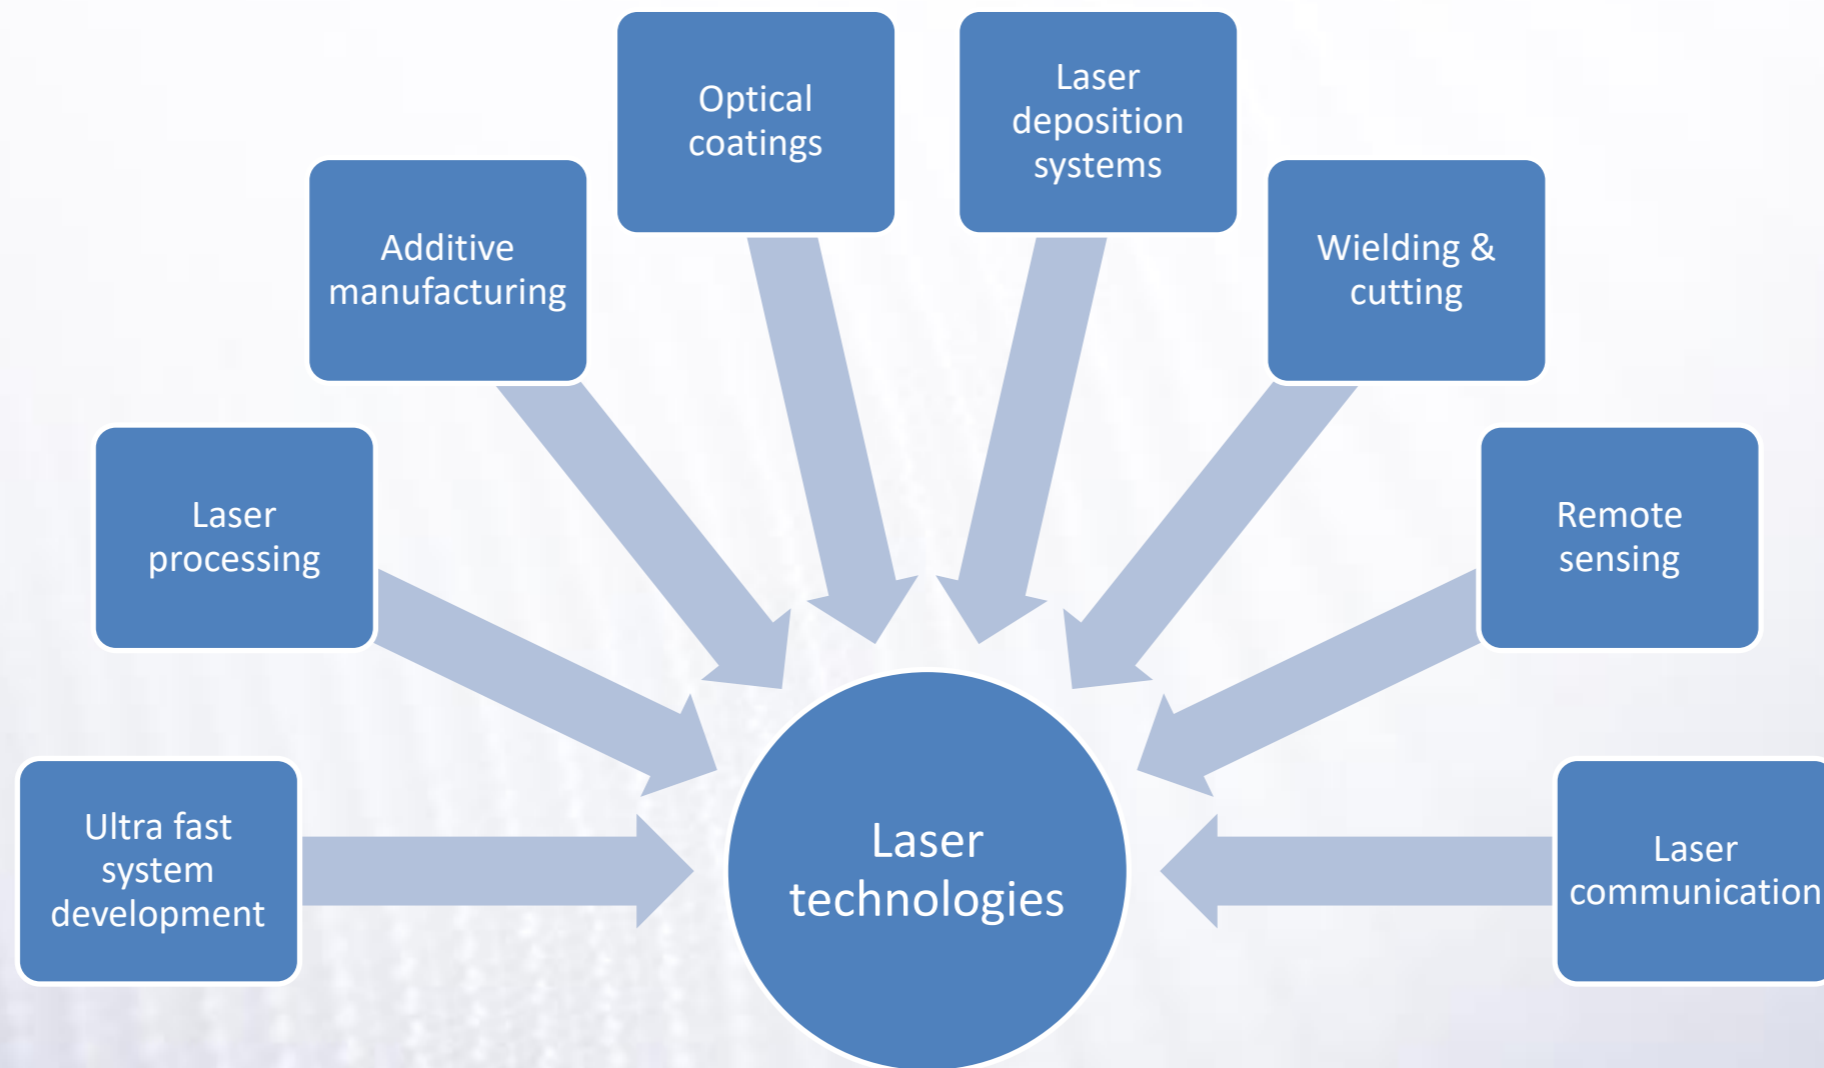 Optical
coatings
Laser
deposition
systems
Additive
manufacturing
Wielding &
cutting
Laser
processing
Remote
sensing
Ultra fast
system
development
Laser
technologies
Laser
communication